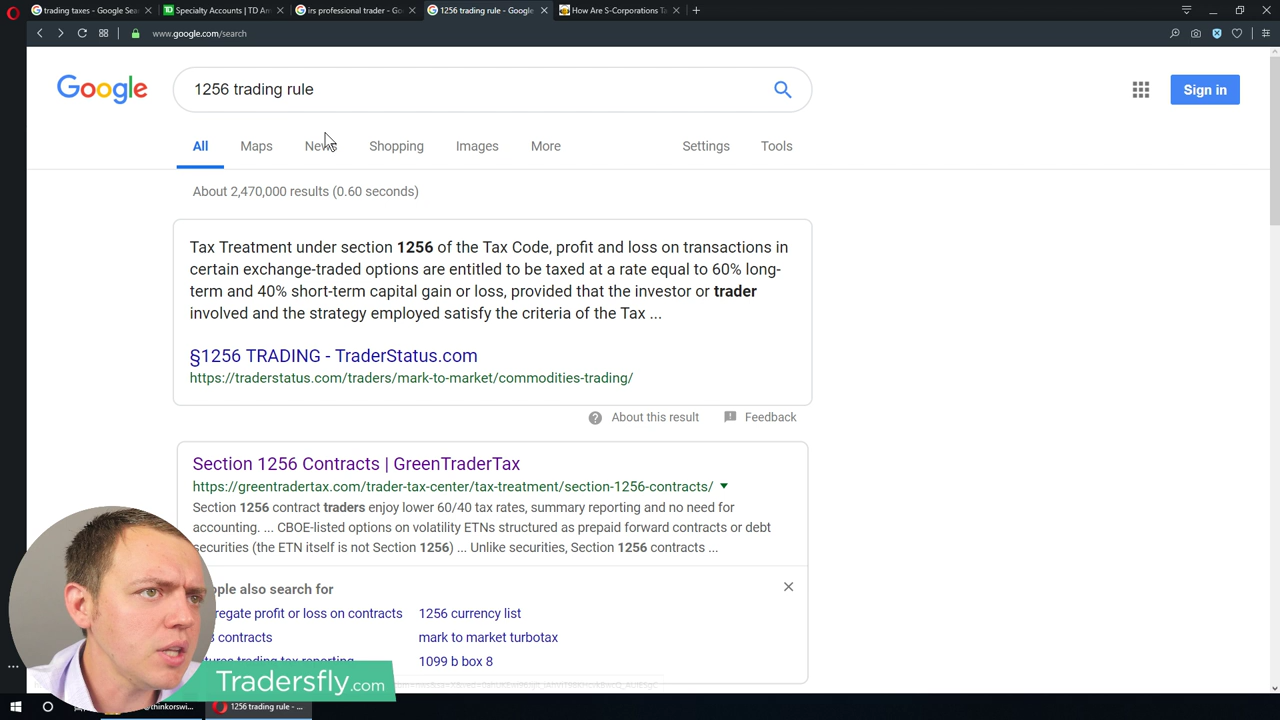 trading taxes - Google Sear
Specialty Accounts | TD Am
irs professional trader - Go
1256 trading rule - Google
How Are S-Corporations Ta
www.google.com/search
Google
1256 trading rule
Sign in
All
Maps
News
Shopping
Images
More
Settings
Tools
About 2,470,000 results (0.60 seconds)
Tax Treatment under section 1256 of the Tax Code, profit and loss on transactions in
certain exchange-traded options are entitled to be taxed at a rate equal to 60% long-
term and 40% short-term capital gain or loss, provided that the investor or trader
involved and the strategy employed satisfy the criteria of the Tax ...
§1256 TRADING - TraderStatus.com
https://traderstatus.com/traders/mark-to-market/commodities-trading/
About this result
Feedback
Section 1256 Contracts | GreenTraderTax
https://greentradertax.com/trader-tax-center/tax-treatment/section-1256-contracts/
Section 1256 contract traders enjoy lower 60/40 tax rates, summary reporting and no need for
accounting. ... CBOE-listed options on volatility ETNs structured as prepaid forward contracts or debt
securities (the ETN itself is not Section 1256) ... Unlike securities, Section 1256 contracts ...
ople also search for
regate profit or loss on contracts
1256 currency list
contracts
mark to market turbotax
trading tax reporting
1099 b box 8
Tradersfly.com
@thinkorswi...
1256 trading rule - ...